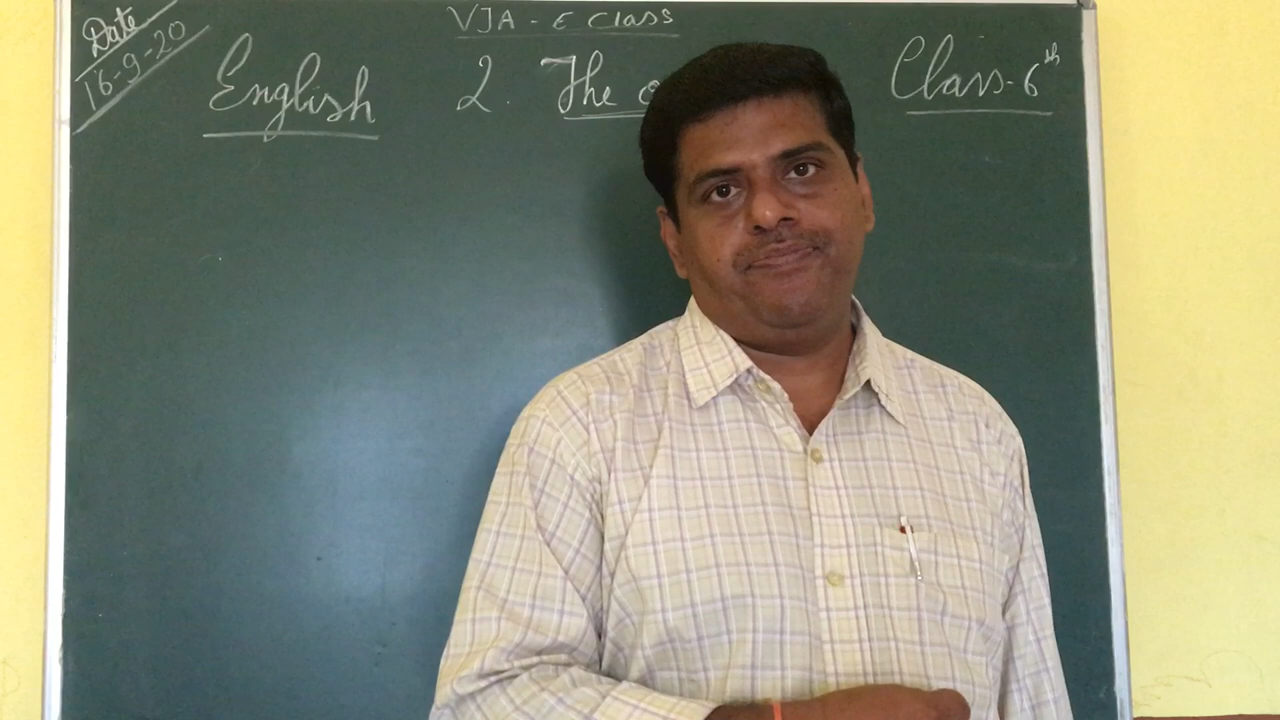 Date
16-9-20
VJA - E Class
English
2. The
Class-6th